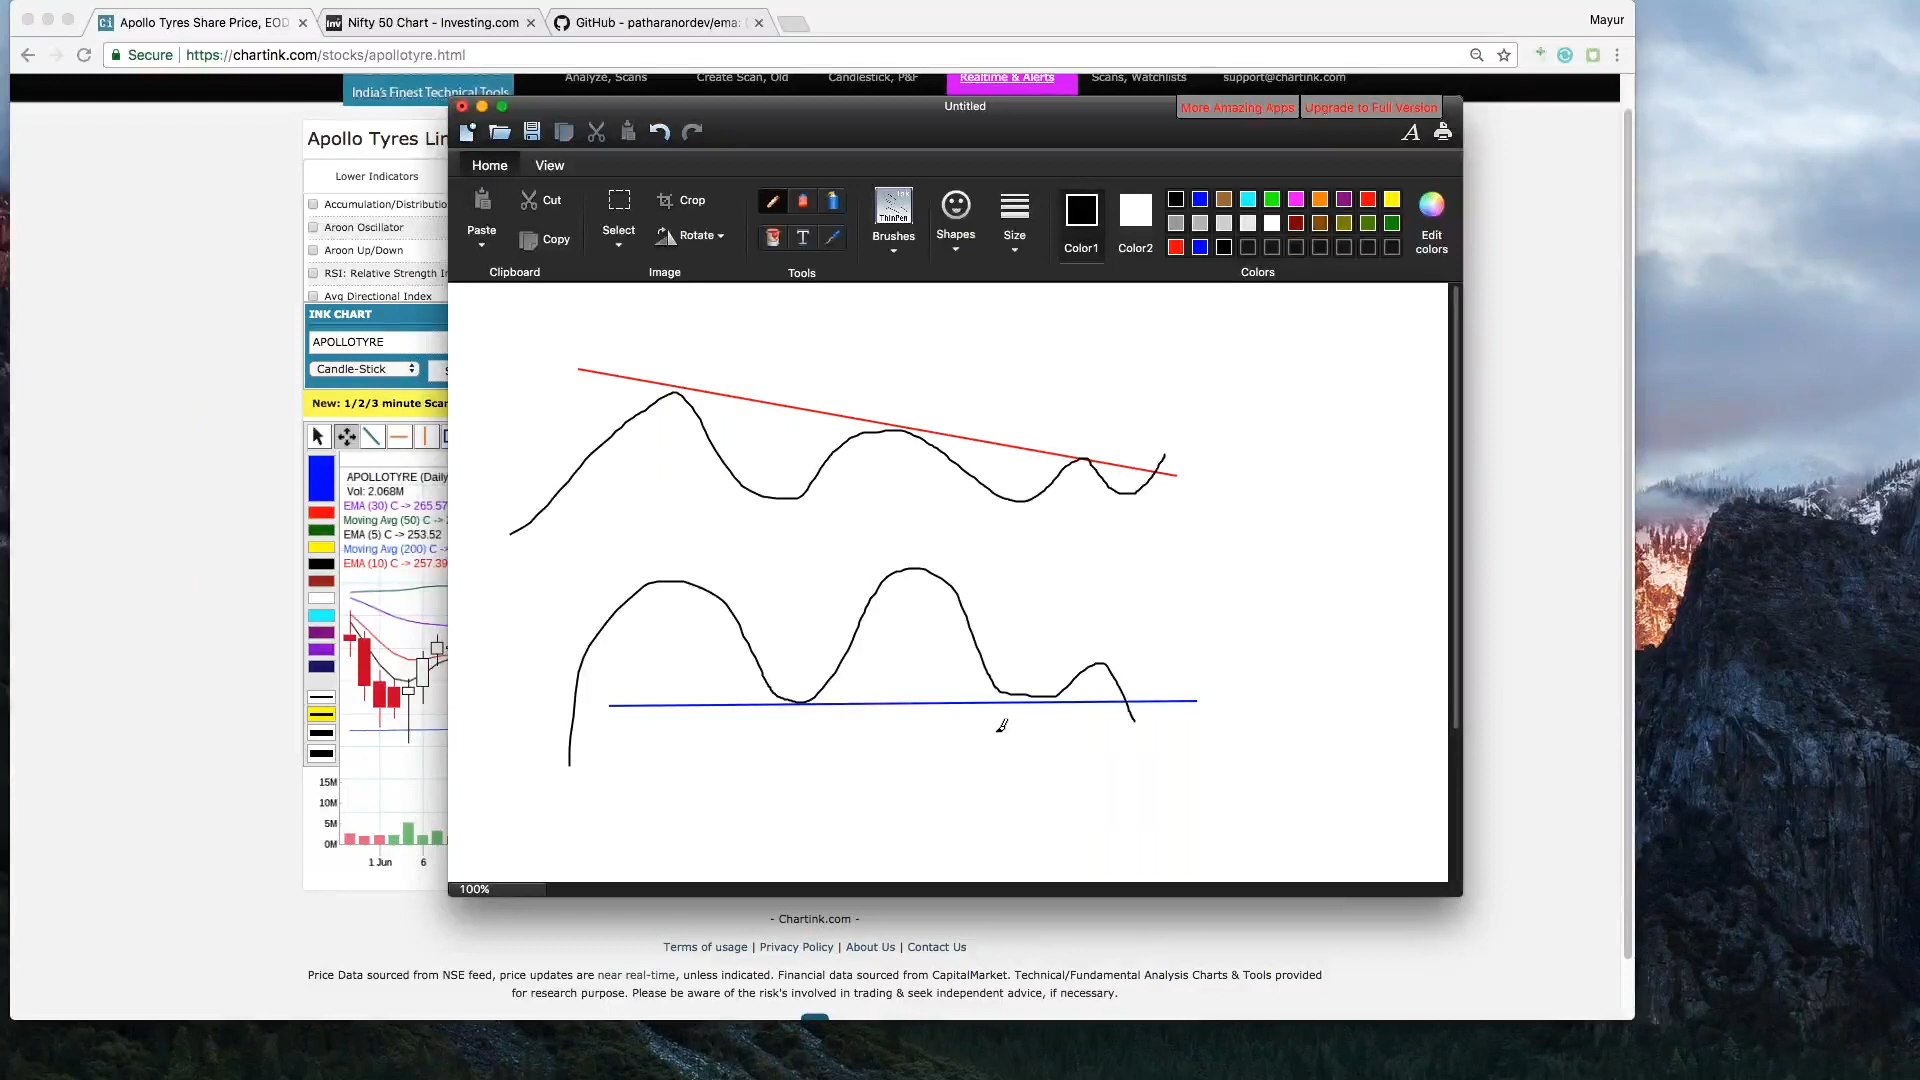 Apollo Tyres Share Price, EOD
Nifty 50 Chart - Investing.com
GitHub - patharanordev/ema:
Mayur
Secure
https://chartink.com/stocks/apollotyre.html
India's Finest Technical Tools
Analyze, Scans
Create Scan, Old
Candlestick, P&F
Realtime & Alerts
Scans, Watchlists
support@chartink.com
Untitled
More Amazing Apps
Upgrade to Full Version
Home
View
Paste
Cut
Copy
Clipboard
Select
Crop
Rotate
Image
Tools
Ink
ThinPen
Brushes
Shapes
Size
Color1
Color2
Edit
colors
Colors
Apollo Tyres Lin
Lower Indicators
Accumulation/Distributio
Aroon Oscillator
Aroon Up/Down
RSI: Relative Strength In
Avg Directional Index
INK CHART
APOLLOTYRE
Candle-Stick
New: 1/2/3 minute Scan
APOLLOTYRE (Daily
Vol: 2.068M
EMA (30) C -> 265.57
Moving Avg (50) C ->
EMA (5) C -> 253.52
Moving Avg (200) C ->
EMA (10) C -> 257.39
15M
10M
5M
0M
1 Jun
6
100%
- Chartink.com -
Terms of usage | Privacy Policy | About Us | Contact Us
Price Data sourced from NSE feed, price updates are near real-time, unless indicated. Financial data sourced from CapitalMarket. Technical/Fundamental Analysis Charts & Tools provided
for research purpose. Please be aware of the risk's involved in trading & seek independent advice, if necessary.